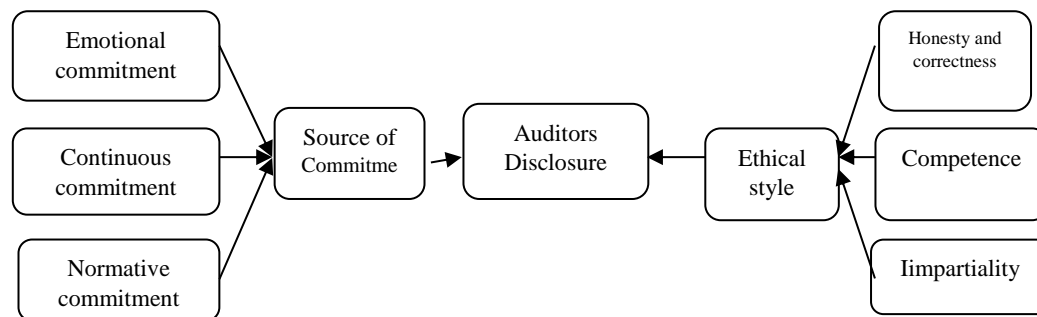 Emotional
commitment
Continuous
commitment
Normative
commitment
Source of
Commitme
Auditors
Disclosure
Ethical
style
Honesty and
correctness
Competence
Iimpartiality